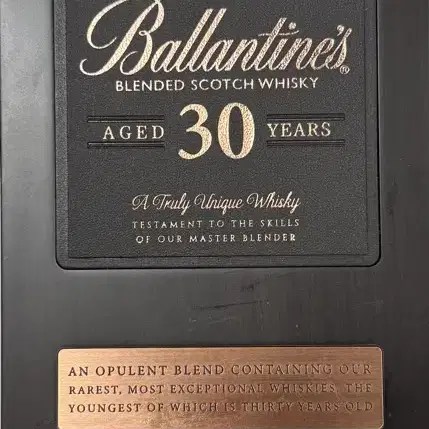 Ballantine's®
BLENDED SCOTCH WHISKY
AGED 30 YEARS
A Truly Unique Whisky
TESTAMENT TO THE SKILLS
OF OUR MASTER BLENDER
AN OPULENT BLEND CONTAINING OUR
RAREST, MOST EXCEPTIONAL WHISKIES, THE
YOUNGEST OF WHICH IS THIRTY YEARS OLD